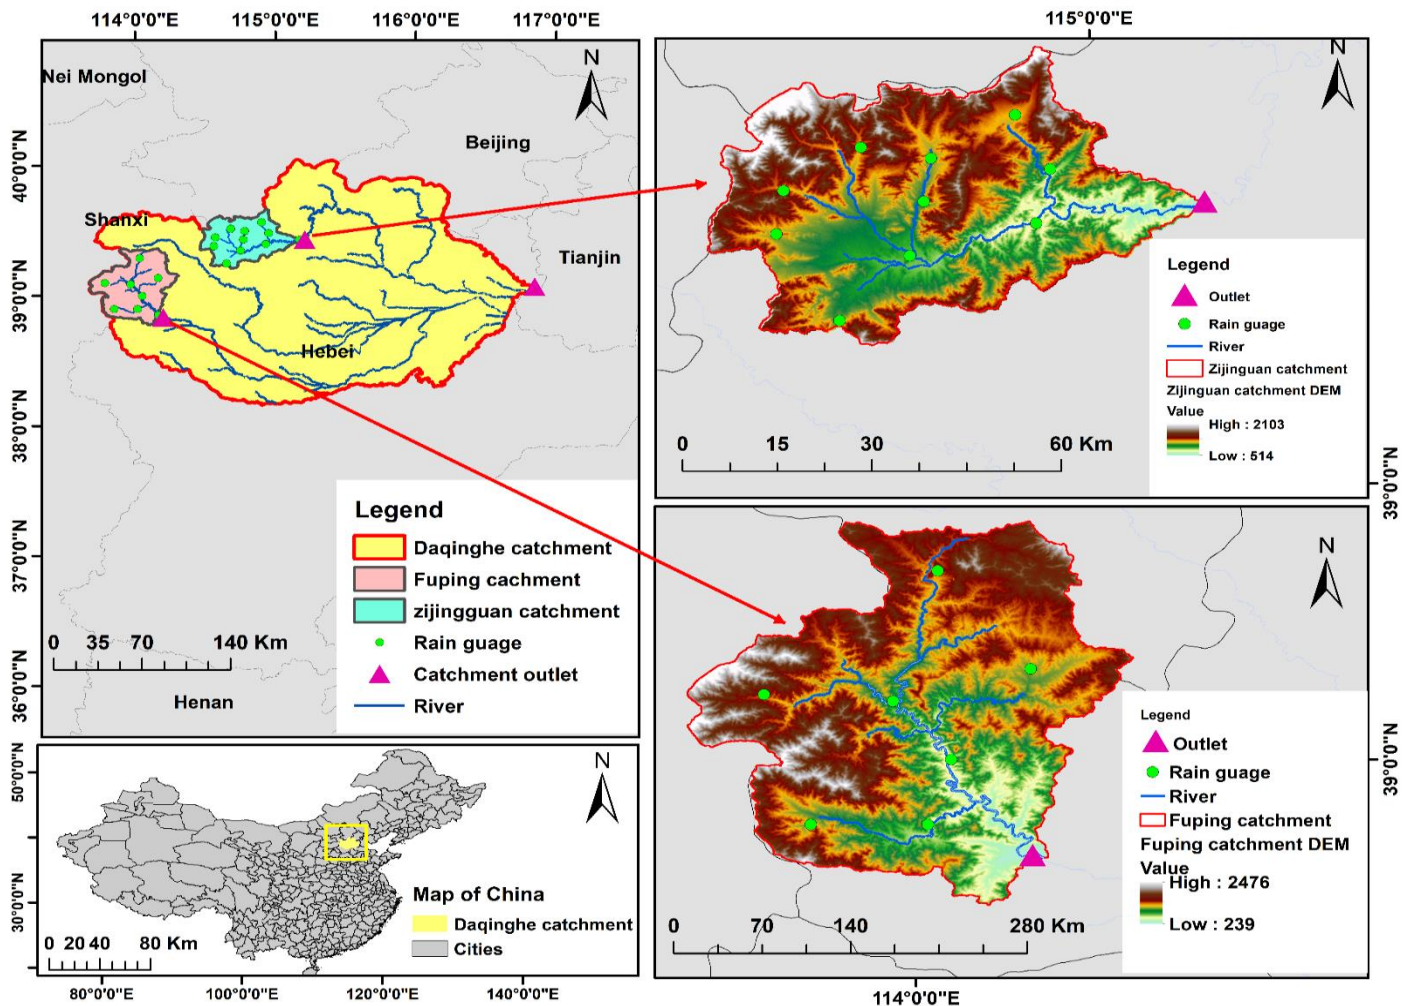 114°0'0"E 115°0'0"E 116°0'0"E 117°0'0"E
40°0'0"N
39°0'0"N
38°0'0"N
37°0'0"N
36°0'0"N
Nei Mongol
N
Beijing
Shanxi
Tianjin
Hebei
Henan
Legend
Daqinghe catchment
Fuping cachment
zijingguan catchment
Rain guage
Catchment outlet
River
0 35 70 140 Km
115°0'0"E
N
Legend
Outlet
Rain guage
River
Zijinguan catchment
Zijinguan catchment DEM
Value
High : 2103
Low : 514
0 15 30 60 Km
39°0'0"N
50°0'0"N
30°0'0"N
N
Map of China
Daqinghe catchment
Cities
0 20 40 80 Km
80°0'0"E 100°0'0"E 120°0'0"E 140°0'0"E
N
Legend
Outlet
Rain guage
River
Fuping catchment
Fuping catchment DEM
Value
High : 2476
Low : 239
0 70 140 280 Km
39°0'0"N
114°0'0"E